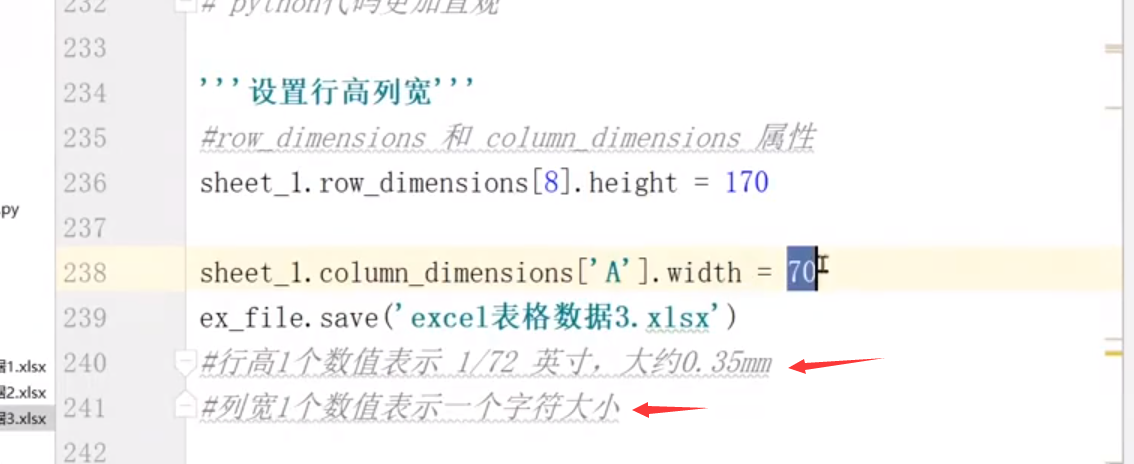 232 # python代码更加直观
233
234 '''设置行高列宽'''
235 #row_dimensions 和 column_dimensions 属性
236 sheet_1.row_dimensions[8].height = 170
py
237
238 sheet_1.column_dimensions['A'].width = 70
239 ex_file.save('excel表格数据3.xlsx')
240 #行高1个数值表示 1/72 英寸，大约0.35mm
据1.xlsx
据2.xlsx
241 #列宽1个数值表示一个字符大小
据3.xlsx
242